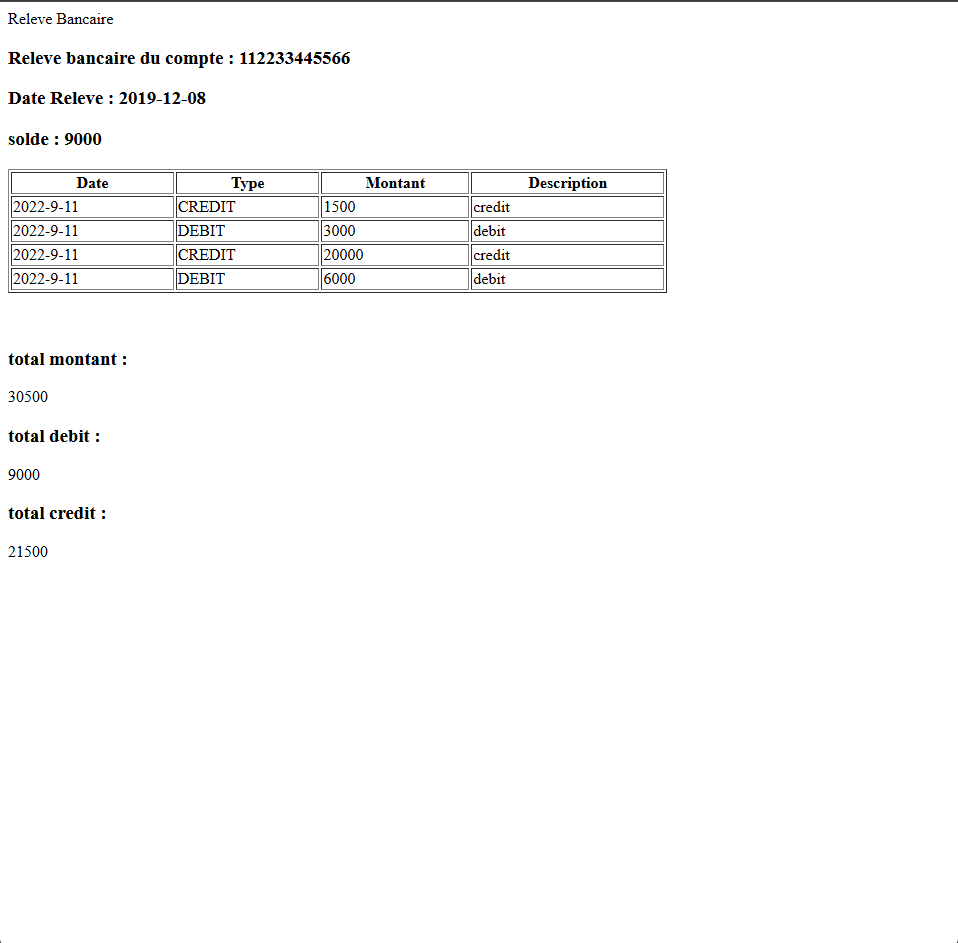 Releve Bancaire
Releve bancaire du compte : 112233445566
Date Releve : 2019-12-08
solde : 9000
Date Type Montant Description
2022-9-11 CREDIT 1500 credit
2022-9-11 DEBIT 3000 debit
2022-9-11 CREDIT 20000 credit
2022-9-11 DEBIT 6000 debit
total montant :
30500
total debit :
9000
total credit :
21500